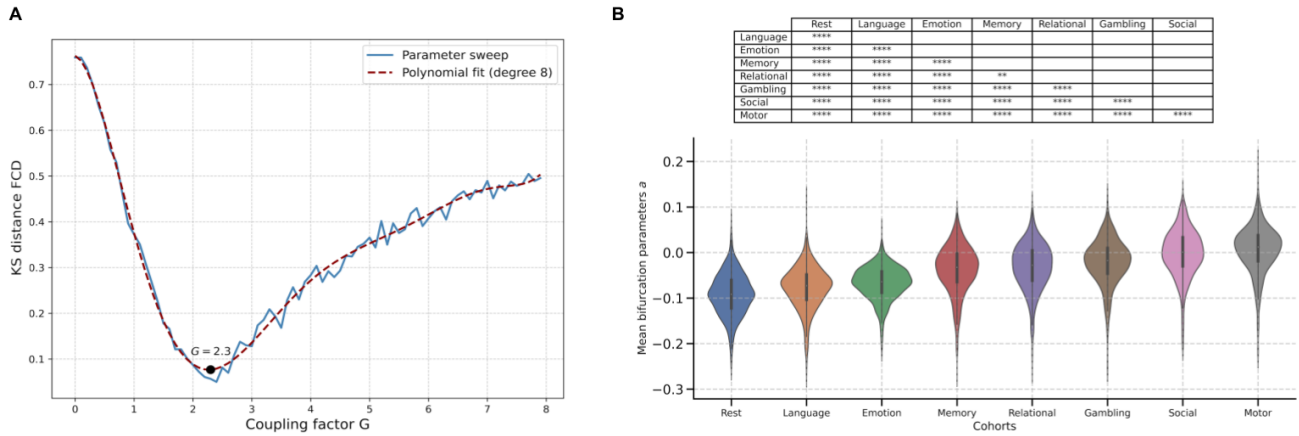 A
Parameter sweep
Polynomial fit (degree 8)
0.7
0.6
0.5
0.4
0.3
0.2
0.1
KS distance FCD
G = 2.3
0 1 2 3 4 5 6 7 8
Coupling factor G
B
Rest Language Emotion Memory Relational Gambling Social
Language ****
Emotion **** ****
Memory **** **** ****
Relational **** **** **** **
Gambling **** **** **** **** ****
Social **** **** **** **** **** ****
Motor **** **** **** **** **** **** ****
0.2
0.1
0.0
−0.1
−0.2
−0.3
Mean bifurcation parameters a
Rest Language Emotion Memory Relational Gambling Social Motor
Cohorts